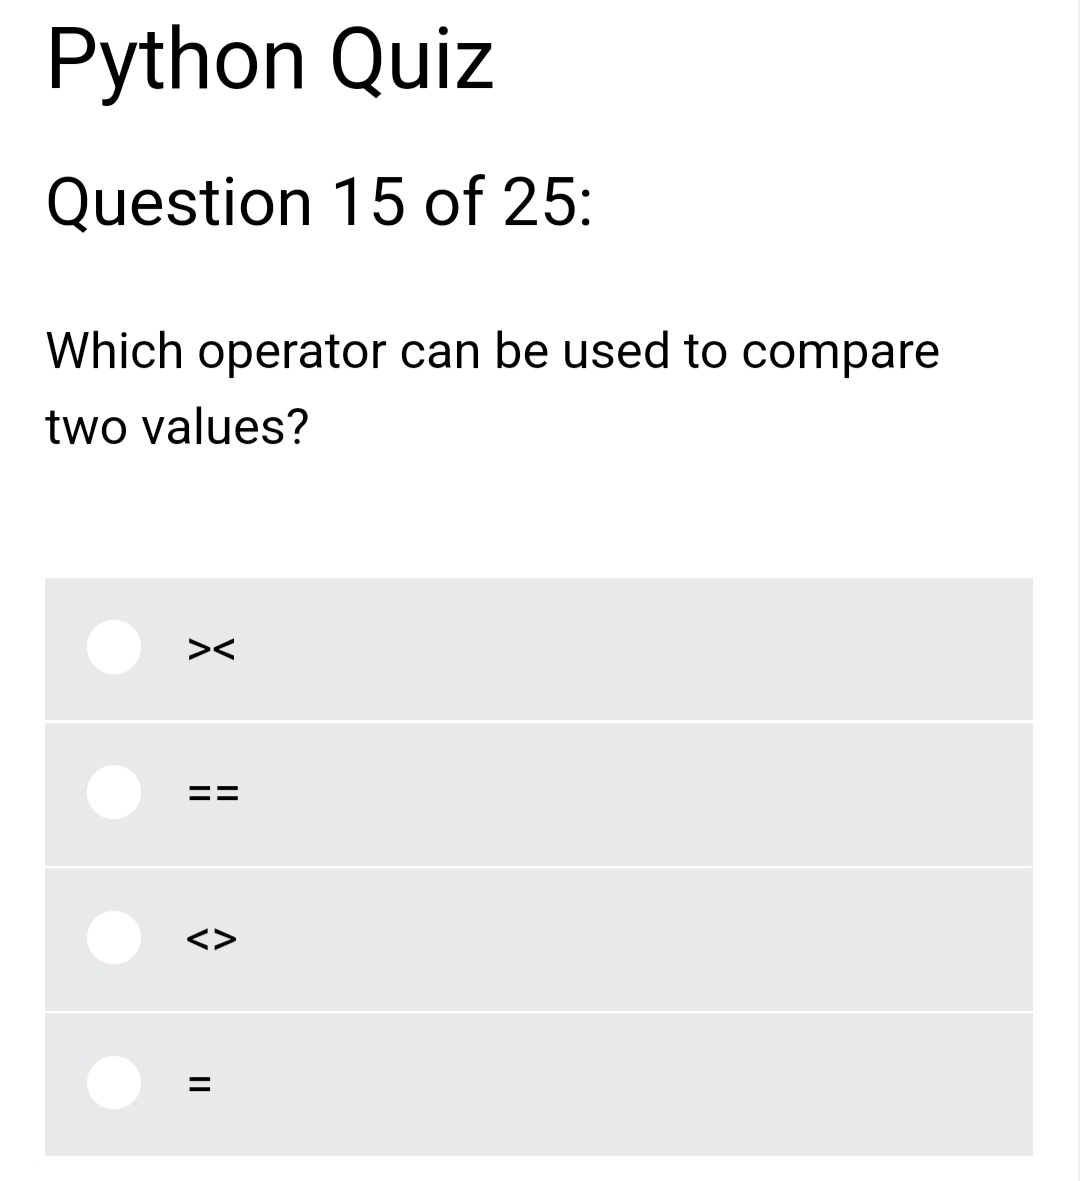 Python Quiz
Question 15 of 25:
Which operator can be used to compare
two values?
><
==
<>
=